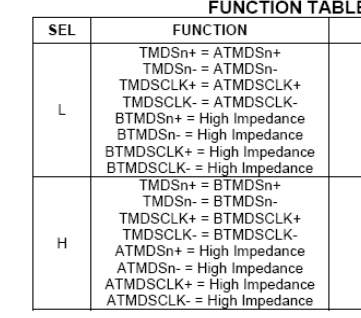 FUNCTION TABLE
SEL FUNCTION
L
TMDSn+ = ATMDSn+
TMDSn- = ATMDSn-
TMDSCLK+ = ATMDSCLK+
TMDSCLK- = ATMDSCLK-
BTMDSn+ = High Impedance
BTMDSn- = High Impedance
BTMDSCLK+ = High Impedance
BTMDSCLK- = High Impedance
H
TMDSn+ = BTMDSn+
TMDSn- = BTMDSn-
TMDSCLK+ = BTMDSCLK+
TMDSCLK- = BTMDSCLK-
ATMDSn+ = High Impedance
ATMDSn- = High Impedance
ATMDSCLK+ = High Impedance
ATMDSCLK- = High Impedance